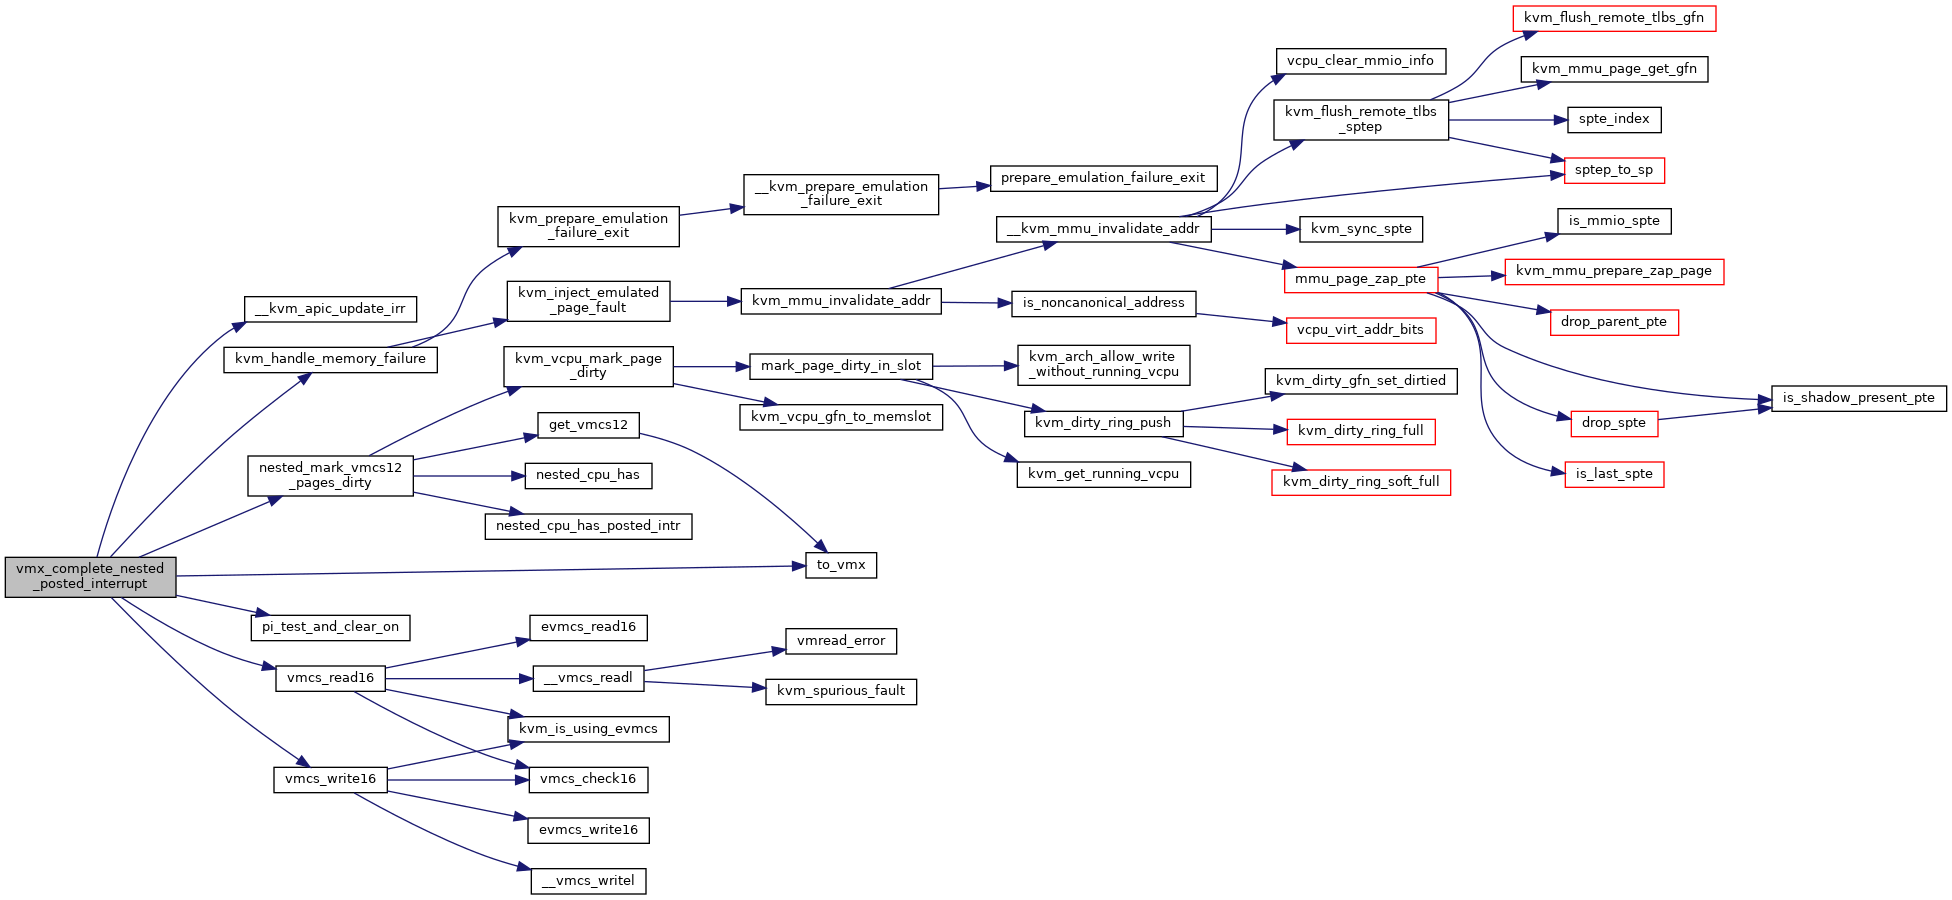 vmx_complete_nested
_posted_interrupt
__kvm_apic_update_irr
kvm_handle_memory_failure
nested_mark_vmcs12
_pages_dirty
pi_test_and_clear_on
vmcs_read16
vmcs_write16
kvm_prepare_emulation
_failure_exit
kvm_inject_emulated
_page_fault
kvm_vcpu_mark_page
_dirty
get_vmcs12
nested_cpu_has
nested_cpu_has_posted_intr
evmcs_read16
__vmcs_readl
kvm_is_using_evmcs
vmcs_check16
evmcs_write16
__vmcs_writel
__kvm_prepare_emulation
_failure_exit
kvm_mmu_invalidate_addr
mark_page_dirty_in_slot
kvm_vcpu_gfn_to_memslot
to_vmx
vmread_error
kvm_spurious_fault
prepare_emulation_failure_exit
__kvm_mmu_invalidate_addr
is_noncanonical_address
kvm_arch_allow_write
_without_running_vcpu
kvm_dirty_ring_push
kvm_get_running_vcpu
vcpu_clear_mmio_info
kvm_flush_remote_tlbs
_sptep
kvm_sync_spte
mmu_page_zap_pte
vcpu_virt_addr_bits
kvm_dirty_gfn_set_dirtied
kvm_dirty_ring_full
kvm_dirty_ring_soft_full
kvm_flush_remote_tlbs_gfn
kvm_mmu_page_get_gfn
spte_index
sptep_to_sp
is_mmio_spte
kvm_mmu_prepare_zap_page
drop_parent_pte
drop_spte
is_last_spte
is_shadow_present_pte